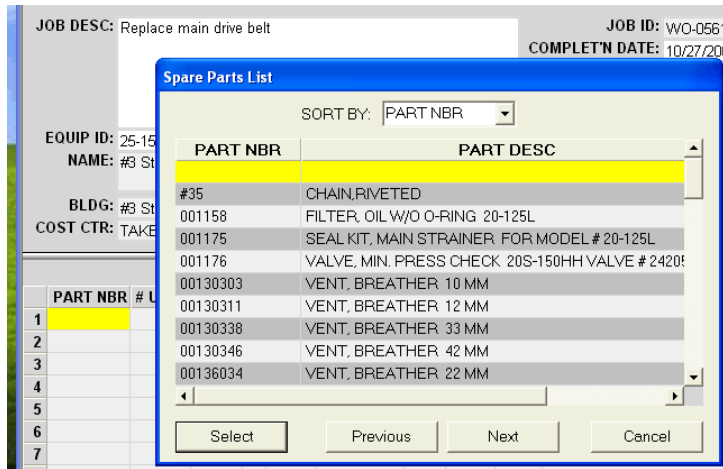 JOB DESC: Replace main drive belt
JOB ID: WO-0561
COMPLET'N DATE: 10/27/20
Spare Parts List
SORT BY: PART NBR
EQUIP ID: 25-15
NAME: #3 St
BLDG: #3 St
COST CTR: TAKE
PART NBR PART DESC
#35 CHAIN,RIVETED
001158 FILTER, OIL W/O O-RING 20-125L
001175 SEAL KIT, MAIN STRAINER FOR MODEL # 20-125L
001176 VALVE, MIN. PRESS CHECK 20S-150HH VALVE # 24205
00130303 VENT, BREATHER 10 MM
00130311 VENT, BREATHER 12 MM
00130338 VENT, BREATHER 33 MM
00130346 VENT, BREATHER 42 MM
00136034 VENT, BREATHER 22 MM
PART NBR # U
1
2
3
4
5
6
7
Select Previous Next Cancel